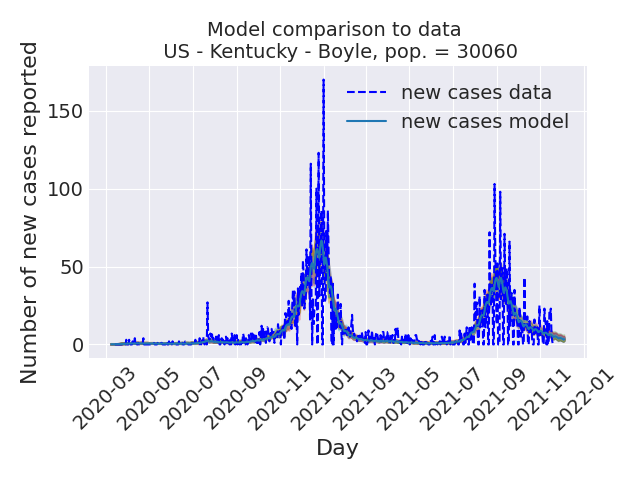 Model comparison to data
US - Kentucky - Boyle, pop. = 30060
Number of new cases reported
150
100
50
0
new cases data
new cases model
2020-03
2020-05
2020-07
2020-09
2020-11
2021-01
2021-03
2021-05
2021-07
2021-09
2021-11
2022-01
Day